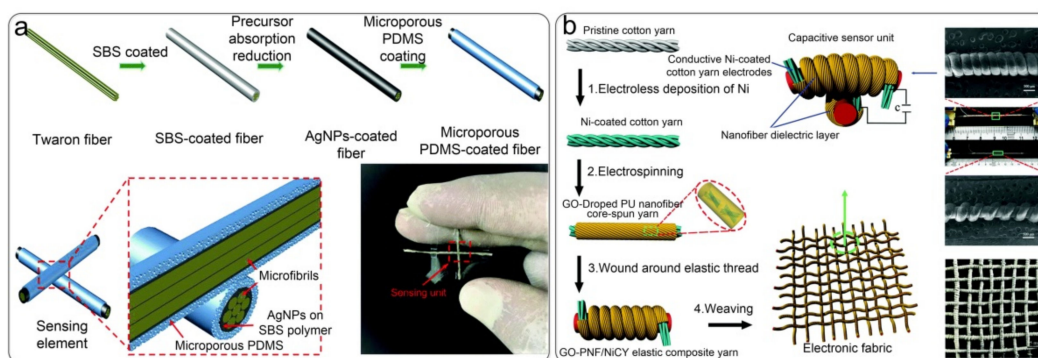 a
SBS coated
Precursor
absorption
reduction
Microporous
PDMS
coating
Twaron fiber
SBS-coated fiber
AgNPs-coated
fiber
Microporous
PDMS-coated fiber
Sensing
element
Microfibrils
AgNPs on
SBS polymer
Microporous PDMS
Sensing unit
b
Pristine cotton yarn
1.Electroless deposition of Ni
Ni-coated cotton yarn
2.Electrospinning
GO-Droped PU nanofiber
core-spun yarn
3.Wound around elastic thread
GO-PNF/NiCY elastic composite yarn
4.Weaving
Capacitive sensor unit
Conductive Ni-coated
cotton yarn electrodes
C
Nanofiber dielectric layer
Electronic fabric